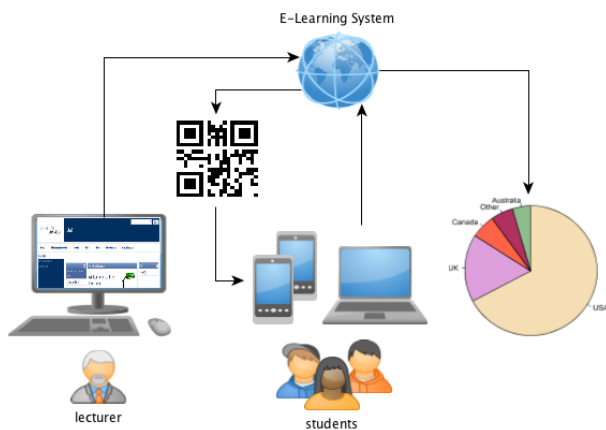 E-Learning System
Australia
Other
Canada
UK
USA
lecturer
students